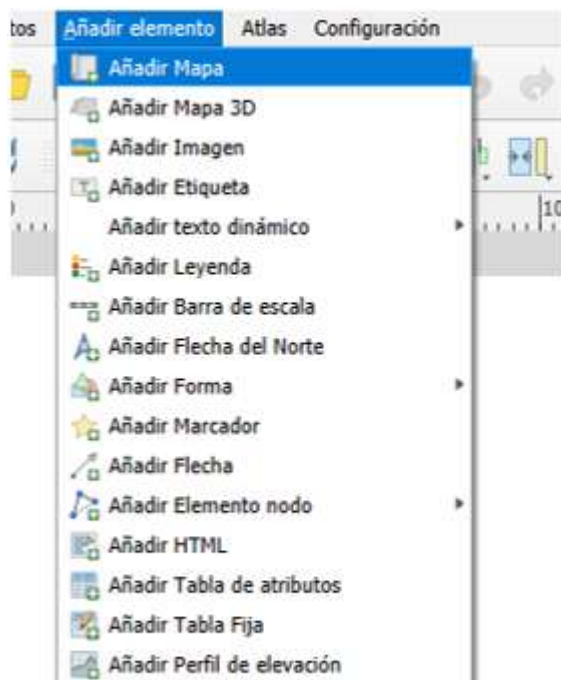 tos Añadir elemento Atlas Configuración
Añadir Mapa
Añadir Mapa 3D
Añadir Imagen
Añadir Etiqueta
Añadir texto dinámico
Añadir Leyenda
Añadir Barra de escala
Añadir Flecha del Norte
Añadir Forma
Añadir Marcador
Añadir Flecha
Añadir Elemento nodo
Añadir HTML
Añadir Tabla de atributos
Añadir Tabla Fija
Añadir Perfil de elevación